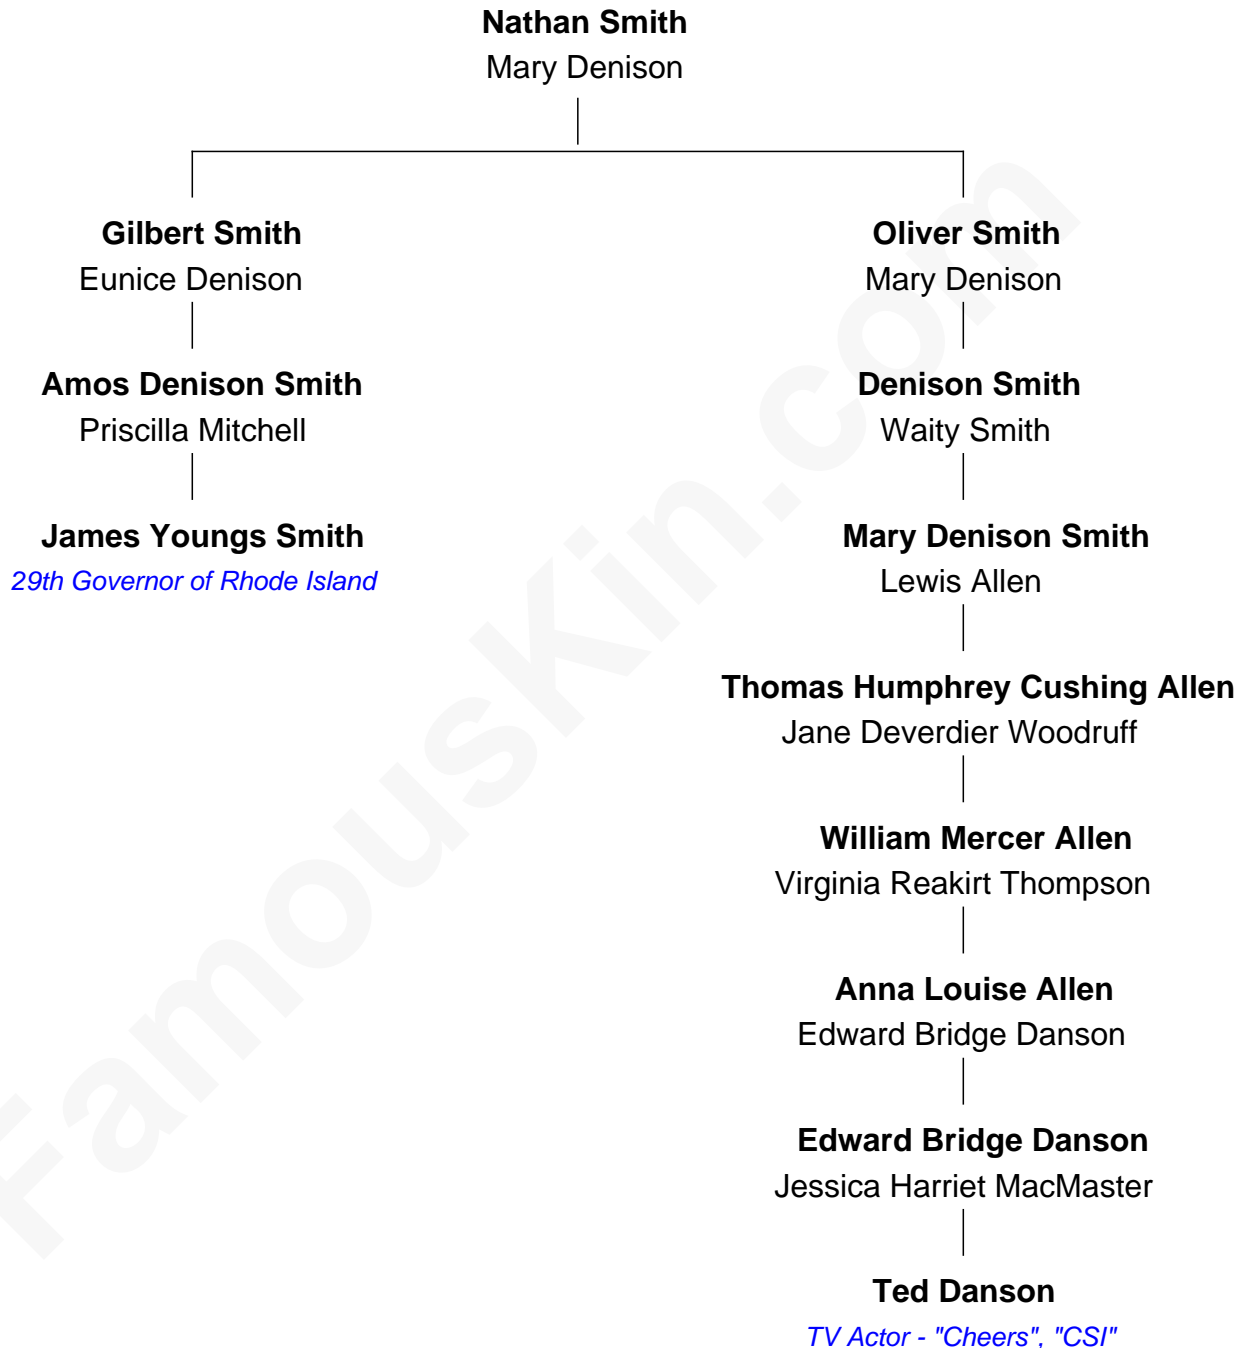 Nathan Smith
Mary Denison
Gilbert Smith
Eunice Denison
Oliver Smith
Mary Denison
Amos Denison Smith
Priscilla Mitchell
Denison Smith
Waity Smith
James Youngs Smith
29th Governor of Rhode Island
Mary Denison Smith
Lewis Allen
Thomas Humphrey Cushing Allen
Jane Deverdier Woodruff
William Mercer Allen
Virginia Reakirt Thompson
Anna Louise Allen
Edward Bridge Danson
Edward Bridge Danson
Jessica Harriet MacMaster
Ted Danson
TV Actor - "Cheers", "CSI"
FamousKin.com